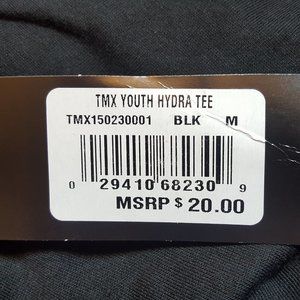 TMX YOUTH HYDRA TEE
TMX150230001 BLK M
0 29410 68230 9
MSRP $ 20.00